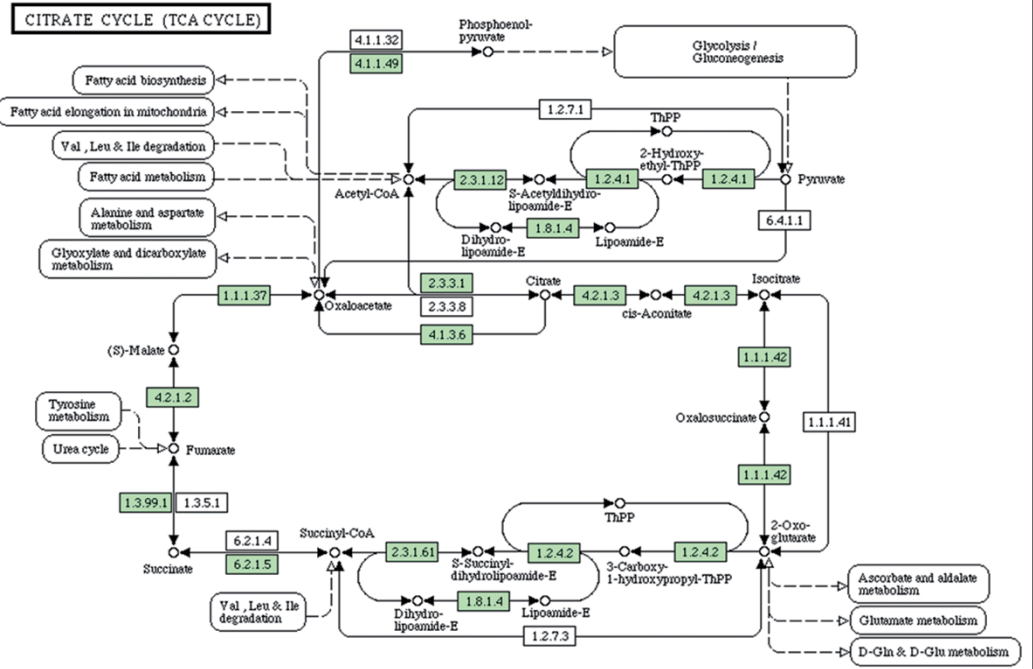 CITRATE CYCLE (TCA CYCLE)
Phosphoenol-
pyruvate
4.1.1.32
4.1.1.49
Glycolysis /
Gluconeogenesis
Fatty acid biosynthesis
Fatty acid elongation in mitochondria
Val , Leu & Ile degradation
Fatty acid metabolism
Alanine and aspartate
metabolism
Glyoxylate and dicarboxylate
metabolism
1.2.7.1
ThPP
2-Hydroxy-
ethyl-ThPP
Acetyl-CoA
2.3.1.12
S-Acetyldihydro-
lipoamide-E
1.2.4.1
1.2.4.1
Pyruvate
Dihydro-
lipoamide-E
1.8.1.4
Lipoamide-E
6.4.1.1
1.1.1.37
Oxaloacetate
2.3.3.1
2.3.3.8
4.1.3.6
Citrate
4.2.1.3
cis-Aconitate
4.2.1.3
Isocitrate
(S)-Malate
1.1.1.42
4.2.1.2
Tyrosine
metabolism
Oxalosuccinate
1.1.1.41
Urea cycle
Fumarate
1.1.1.42
1.3.99.1
1.3.5.1
ThPP
2-Oxo-
glutarate
6.2.1.4
6.2.1.5
Succinate
Succinyl-CoA
2.3.1.61
S-Succinyl-
dihydrolipoamide-E
1.2.4.2
3-Carboxy-
1-hydroxypropyl-ThPP
1.2.4.2
Val , Leu & Ile
degradation
Dihydro-
lipoamide-E
1.8.1.4
Lipoamide-E
1.2.7.3
Ascorbate and aldalate
metabolism
Glutamate metabolism
D-Gln & D-Glu metabolism